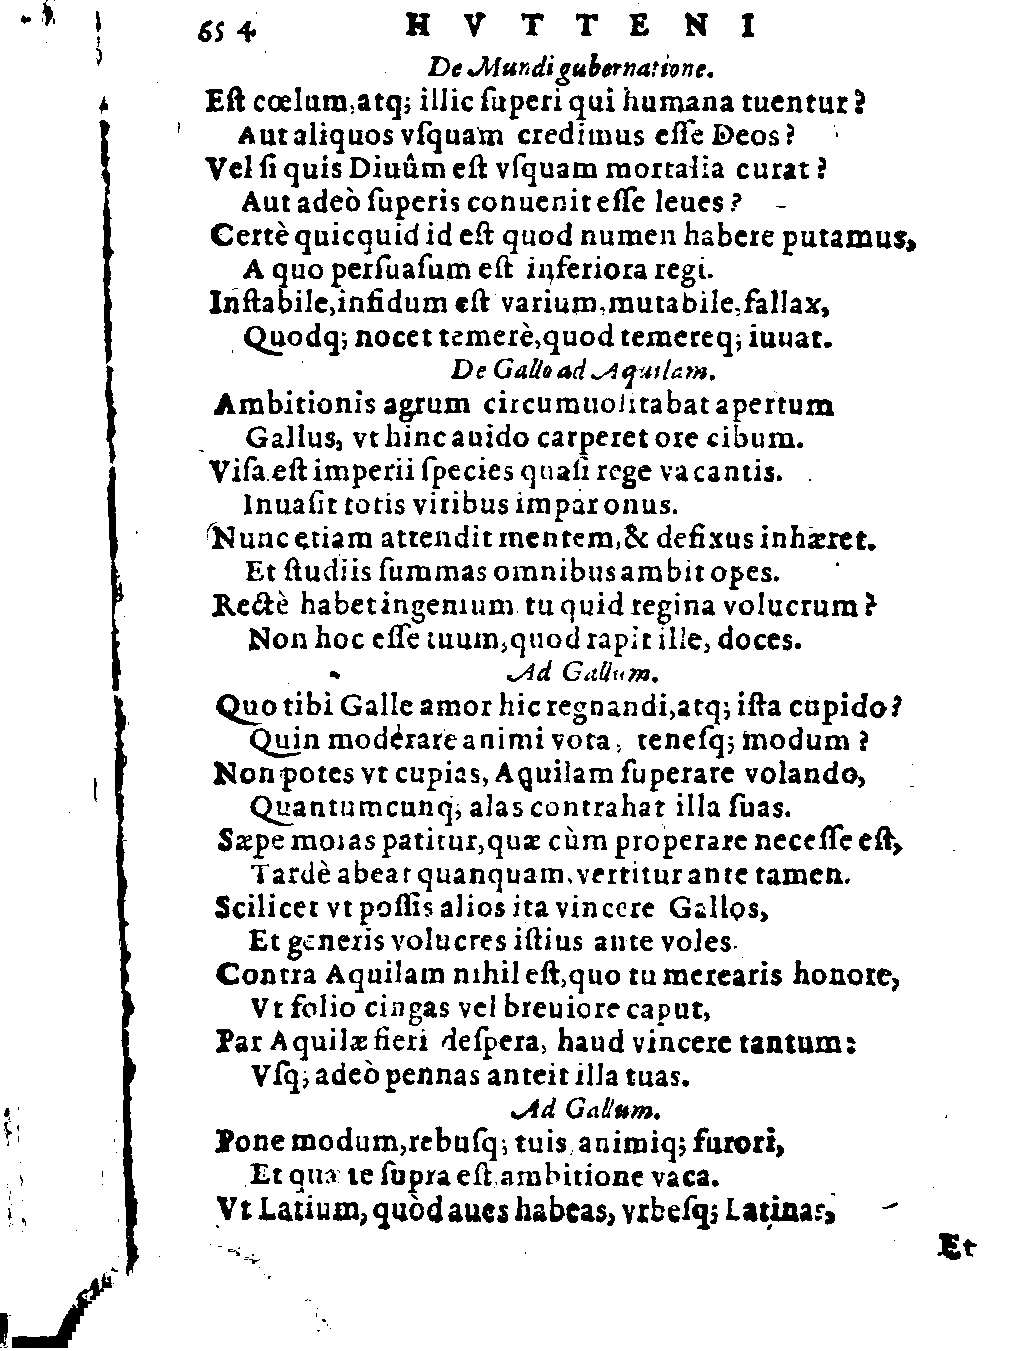 654 HVTTENI
De Mundi gubernatione.
Eſt cœlum, atq; illic ſuperi qui humana tuentur?
Aut aliquos vſquam credimus eſſe Deos?
Vel ſi quis Diuûm eſt vſquam mortalia curat?
Aut adeò ſuperis conuenit eſſe leues?
Certè quicquid id eſt quod numen habere putamus,
A quo perſuaſum eſt inferiora regi.
Inſtabile, infidum eſt varium, mutabile, fallax,
Quodq; nocet temerè, quod temereq; iuuat.
De Gallo ad Aquilam.
Ambitionis agrum circumuolitabat apertum
Gallus, vt hinc auido carperet ore cibum.
Viſa eſt imperii ſpecies quaſi rege vacantis.
Inuaſit totis viribus impar onus.
Nunc etiam attendit mentem, & defixus inhæret.
Et ſtudiis ſummas omnibus ambit opes.
Rectè habet ingenium tu quid regina volucrum?
Non hoc eſſe tuum, quod rapit ille, doces.
Ad Gallum.
Quo tibi Galle amor hic regnandi, atq; iſta cupido?
Quin moderare animi vota, teneſq; modum?
Non potes vt cupias, Aquilam ſuperare volando,
Quantumcunq; alas contrahat illa ſuas.
Sæpe moras patitur, quæ cùm properare neceſſe eſt,
Tardè abeat quanquam, vertitur ante tamen.
Scilicet vt poſſis alios ita vincere Gallos,
Et generis volucres iſtius ante voles.
Contra Aquilam nihil eſt, quo tu merearis honore,
Vt folio cingas vel breuiore caput,
Par Aquilæ fieri deſpera, haud vincere tantum:
Vſq; adeò pennas anteit illa tuas.
Ad Gallum.
Pone modum, rebuſq; tuis, animiq; furori,
Et quæ te ſupra eſt, ambitione vaca.
Vt Latium, quòd aues habeas, vrbeſq; Latinas,
Et